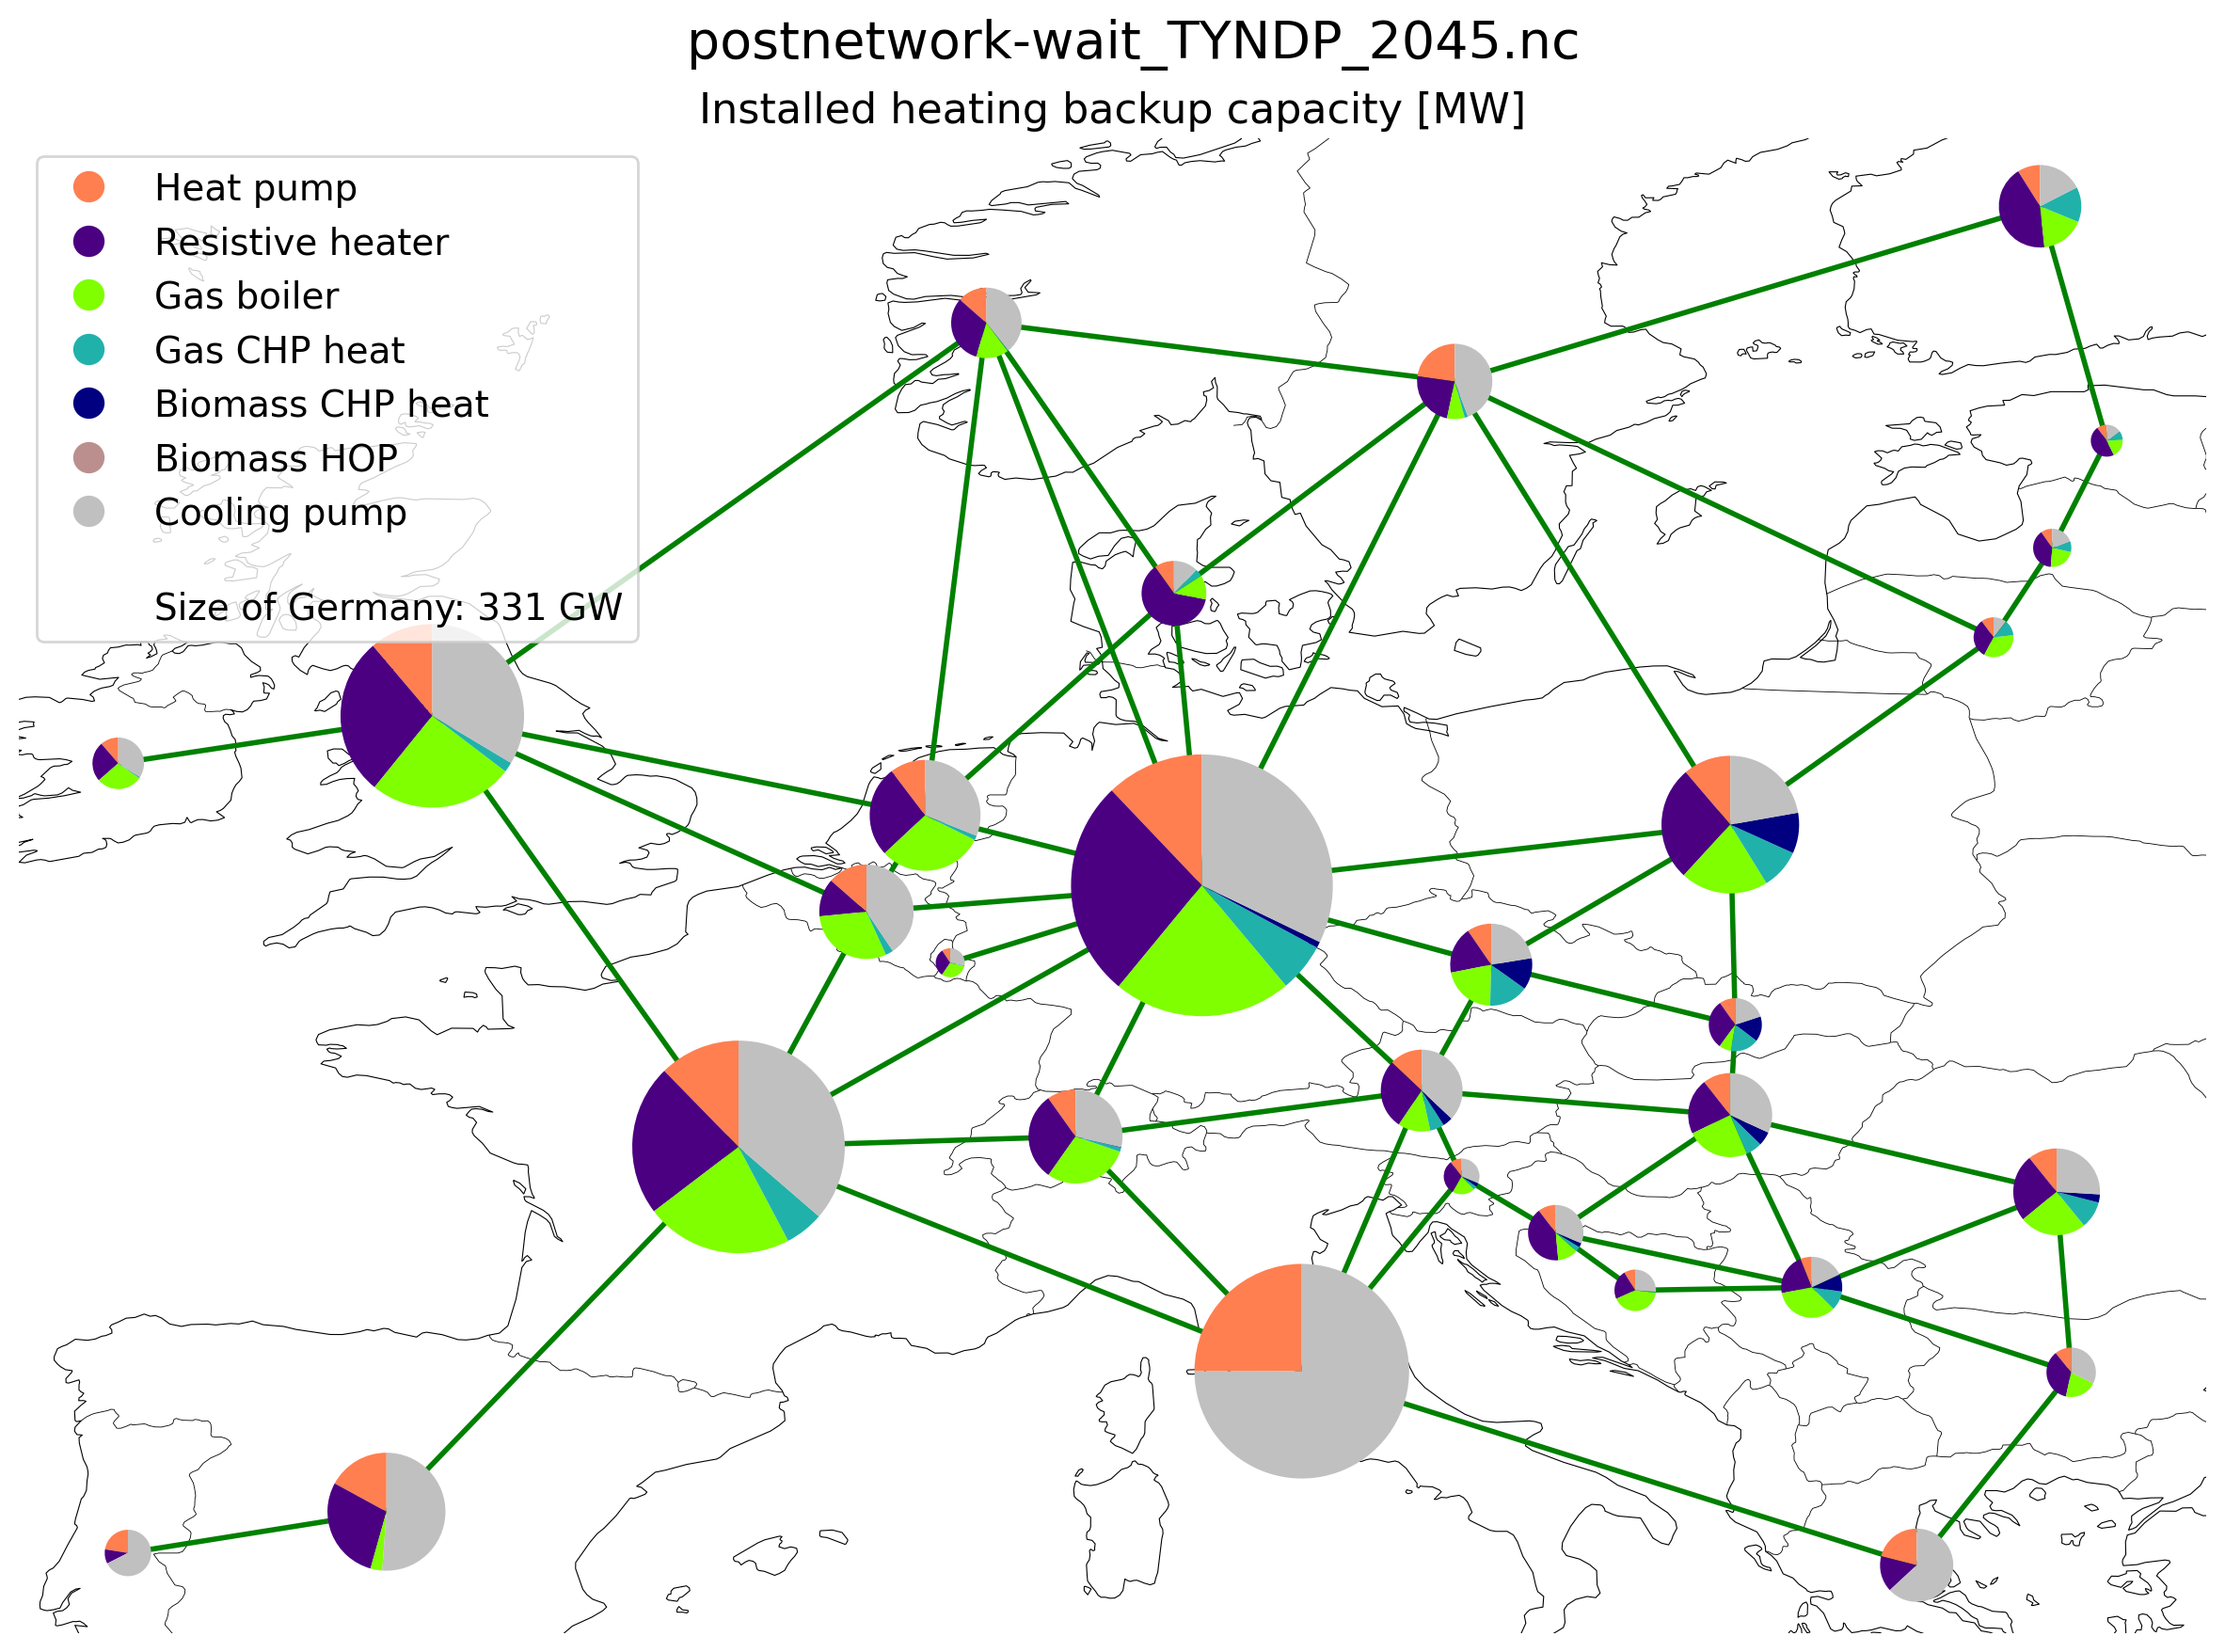 postnetwork-wait_TYNDP_2045.nc
Installed heating backup capacity [MW]
Heat pump
Resistive heater
Gas boiler
Gas CHP heat
Biomass CHP heat
Biomass HOP
Cooling pump
Size of Germany: 331 GW